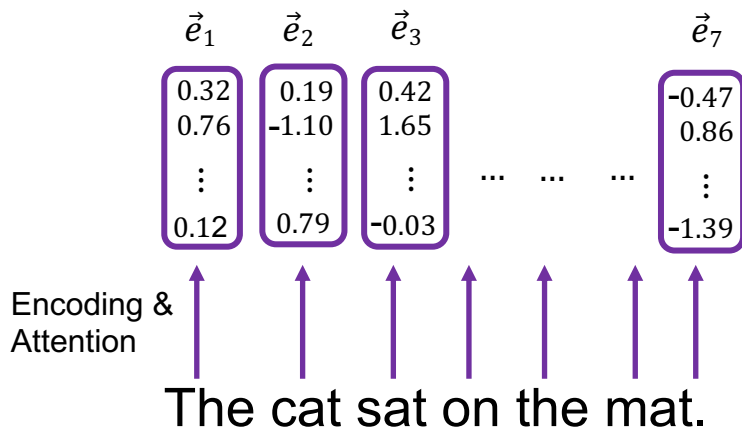 e⃗₁ e⃗₂ e⃗₃ e⃗₇
0.32 0.19 0.42 -0.47
0.76 -1.10 1.65 0.86
⋮ ⋮ ⋮ ... ... ... ⋮
0.12 0.79 -0.03 -1.39
Encoding &
Attention
The cat sat on the mat.